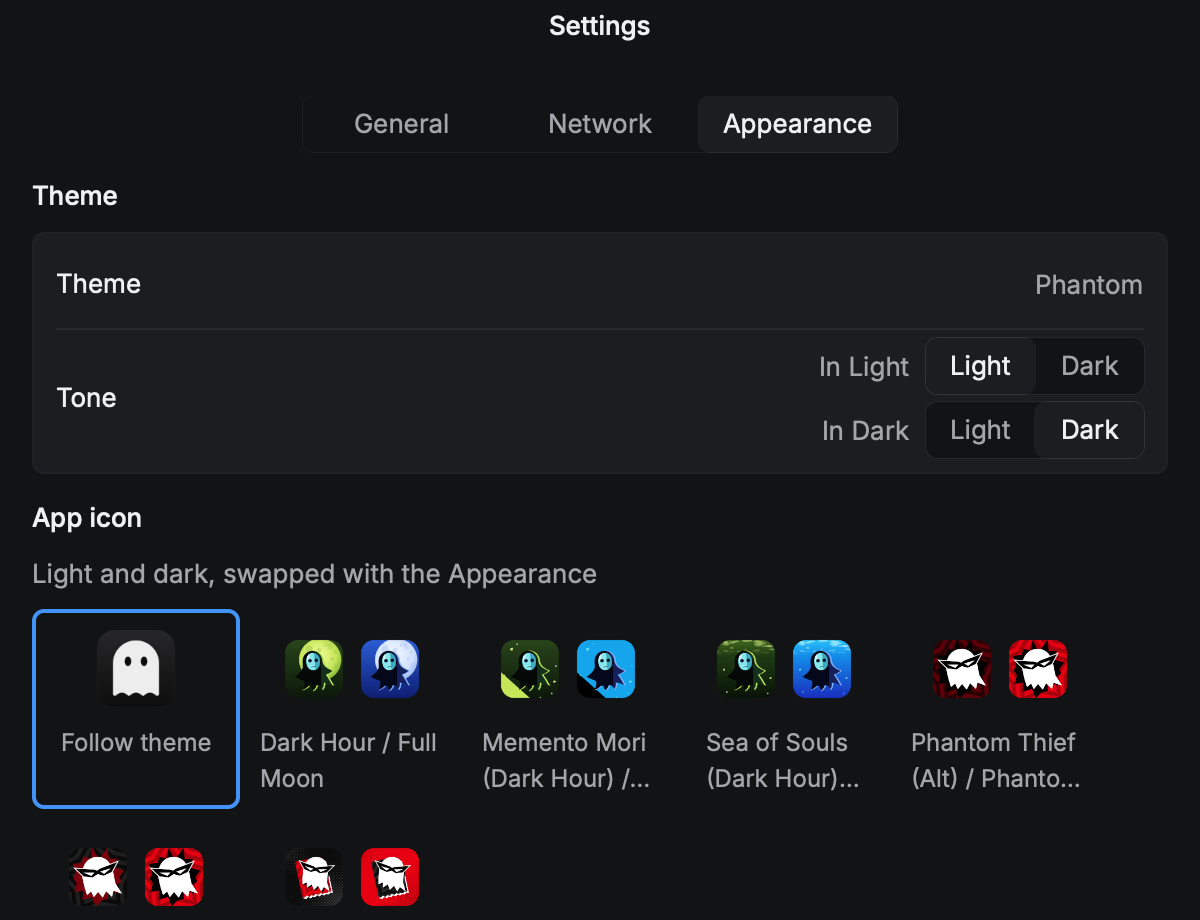 Settings
General
Network
Appearance
Theme
Theme
Phantom
Tone
In Light
Light
Dark
In Dark
Light
Dark
App icon
Light and dark, swapped with the Appearance
Follow theme
Dark Hour / Full
Moon
Memento Mori
(Dark Hour) /...
Sea of Souls
(Dark Hour)...
Phantom Thief
(Alt) / Phanto...